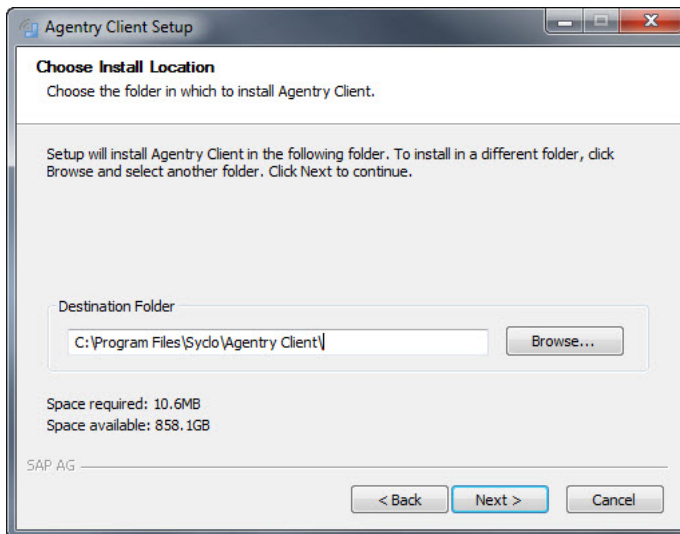 Agentry Client Setup
Choose Install Location
Choose the folder in which to install Agentry Client.
Setup will install Agentry Client in the following folder. To install in a different folder, click
Browse and select another folder. Click Next to continue.
Destination Folder
C:\Program Files\Syclo\Agentry Client\
Browse...
Space required: 10.6MB
Space available: 858.1GB
SAP AG
< Back
Next >
Cancel